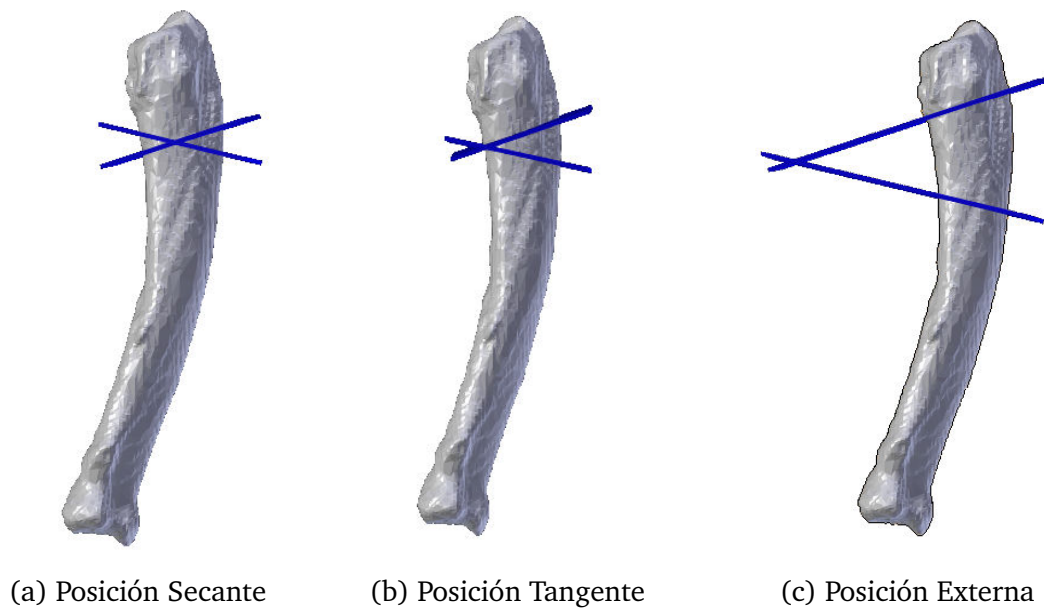 (a) Posición Secante
(b) Posición Tangente
(c) Posición Externa